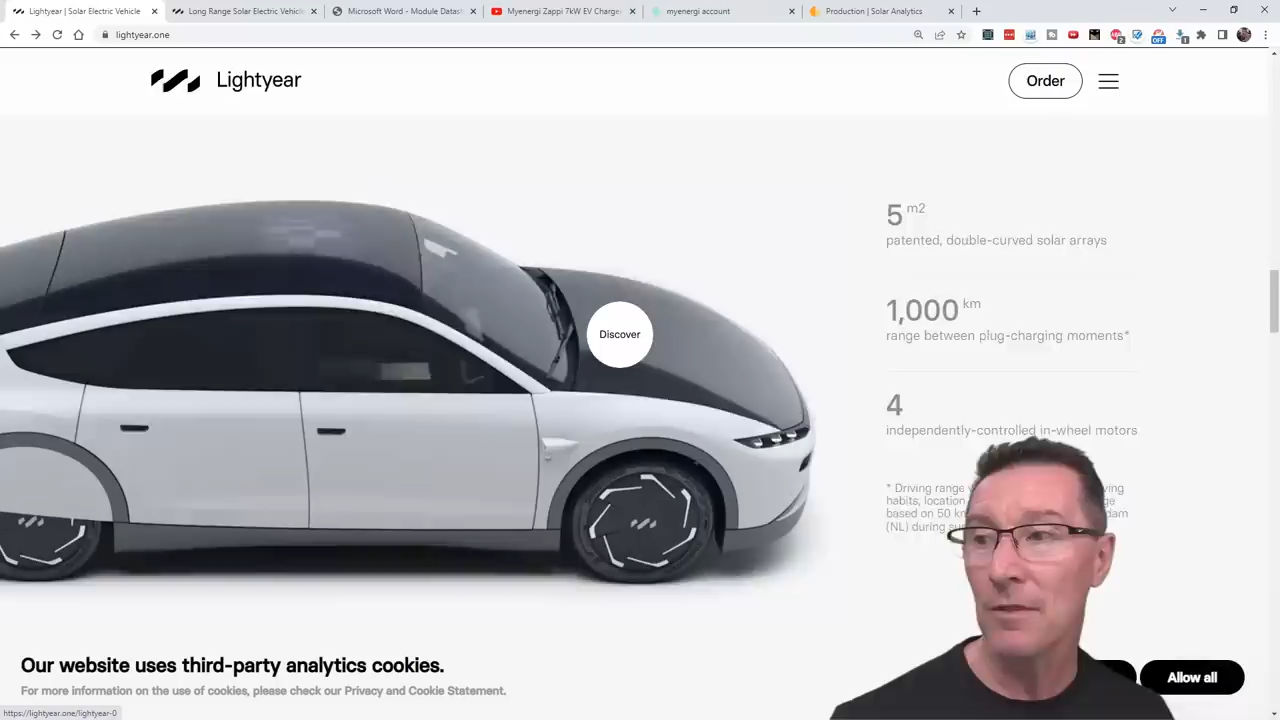 Lightyear | Solar Electric Vehicle
Long Range Solar Electric Vehicle
Microsoft Word - Module Datash
Myenergi Zappi 7kW EV Charge
myenergi account
Production | Solar Analytics
lightyear.one
Lightyear
Order
5 m2
patented, double-curved solar arrays
1,000 km
range between plug-charging moments*
Discover
4
independently-controlled in-wheel motors
* Driving range
habits, location
based on 50 km
(NL) during
Our website uses third-party analytics cookies.
For more information on the use of cookies, please check our Privacy and Cookie Statement.
Allow all
https://lightyear.one/lightyear-0